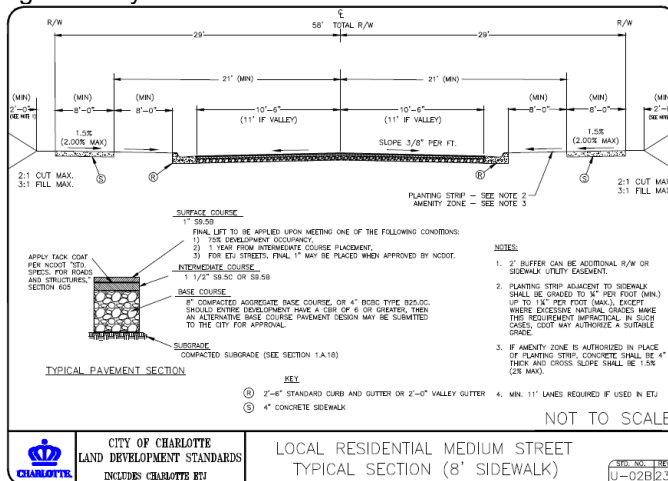 R/W
℄
R/W
58' TOTAL R/W
29'
29'
21' (MIN)
21' (MIN)
(MIN)
(MIN)
(MIN)
(MIN)
(MIN)
(MIN)
2'-0"
8'-0"
8'-0"
10'-6"
10'-6"
8'-0"
8'-0"
(SEE NOTE 1)
(11' IF VALLEY)
(11' IF VALLEY)
1.5%
(2.00% MAX)
SLOPE 3/8" PER FT.
1.5%
(2.00% MAX)
S
R
R
S
2:1 CUT MAX.
3:1 FILL MAX.
2:1 CUT MAX
3:1 FILL MAX.
PLANTING STRIP – SEE NOTE 2
AMENITY ZONE – SEE NOTE 3
SURFACE COURSE
1" S9.5B
FINAL LIFT TO BE APPLIED UPON MEETING ONE OF THE FOLLOWING CONDITIONS:
1) 75% DEVELOPMENT OCCUPANCY,
2) 1 YEAR FROM INTERMEDIATE COURSE PLACEMENT,
3) FOR ETJ STREETS, FINAL 1" MAY BE PLACED WHEN APPROVED BY NCDOT.
APPLY TACK COAT
PER NCDOT "STD.
SPECS. FOR ROADS
AND STRUCTURES,"
SECTION 605
INTERMEDIATE COURSE
1 1/2" S9.5C OR S9.5B
BASE COURSE
8" COMPACTED AGGREGATE BASE COURSE, OR 4" BCBC TYPE B25.0C.
SHOULD ENTIRE DEVELOPMENT HAVE A CBR OF 6 OR GREATER, THEN
AN ALTERNATIVE BASE COURSE PAVEMENT DESIGN MAY BE SUBMITTED
TO THE CITY FOR APPROVAL.
SUBGRADE
COMPACTED SUBGRADE (SEE SECTION 1.A.18)
TYPICAL PAVEMENT SECTION
KEY
R 2'-6" STANDARD CURB AND GUTTER OR 2'-0" VALLEY GUTTER
S 4" CONCRETE SIDEWALK
NOTES:
1. 2' BUFFER CAN BE ADDITIONAL R/W OR
SIDEWALK UTILITY EASEMENT.
2. PLANTING STRIP ADJACENT TO SIDEWALK
SHALL BE GRADED TO ¼" PER FOOT (MIN.)
UP TO 1¼" PER FOOT (MAX.), EXCEPT
WHERE EXCESSIVE NATURAL GRADES MAKE
THIS REQUIREMENT IMPRACTICAL. IN SUCH
CASES, CDOT MAY AUTHORIZE A SUITABLE
GRADE.
3. IF AMENITY ZONE IS AUTHORIZED IN PLACE
OF PLANTING STRIP, CONCRETE SHALL BE 4"
THICK AND CROSS SLOPE SHALL BE 1.5%
(2% MAX).
4. MIN. 11' LANES REQUIRED IF USED IN ETJ
NOT TO SCALE
CHARLOTTE
CITY OF CHARLOTTE
LAND DEVELOPMENT STANDARDS
INCLUDES CHARLOTTE ETJ
LOCAL RESIDENTIAL MEDIUM STREET
TYPICAL SECTION (8' SIDEWALK)
STD. NO. REV
U-02B 23